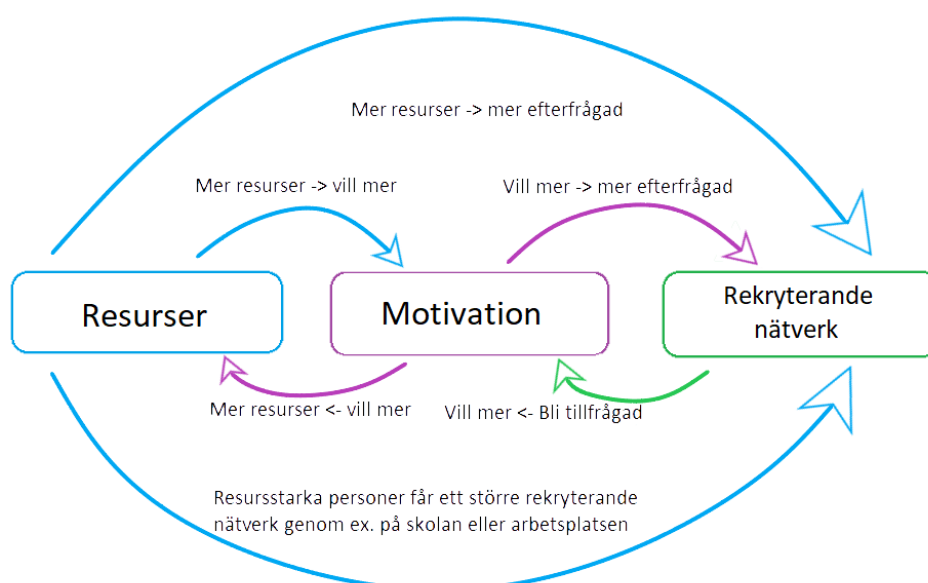 Mer resurser -> mer efterfrågad
Mer resurser -> vill mer
Vill mer -> mer efterfrågad
Resurser
Motivation
Rekryterande
nätverk
Mer resurser <- vill mer
Vill mer <- Bli tillfrågad
Resursstarka personer får ett större rekryterande
nätverk genom ex. på skolan eller arbetsplatsen